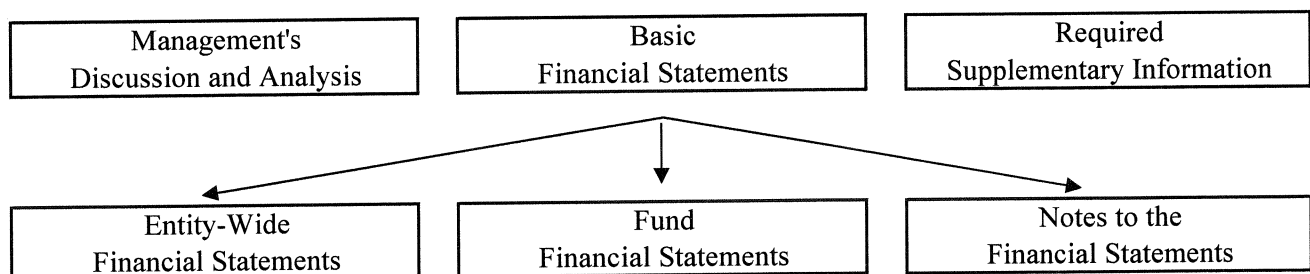 Management's
Discussion and Analysis
Basic
Financial Statements
Required
Supplementary Information
Entity-Wide
Financial Statements
Fund
Financial Statements
Notes to the
Financial Statements